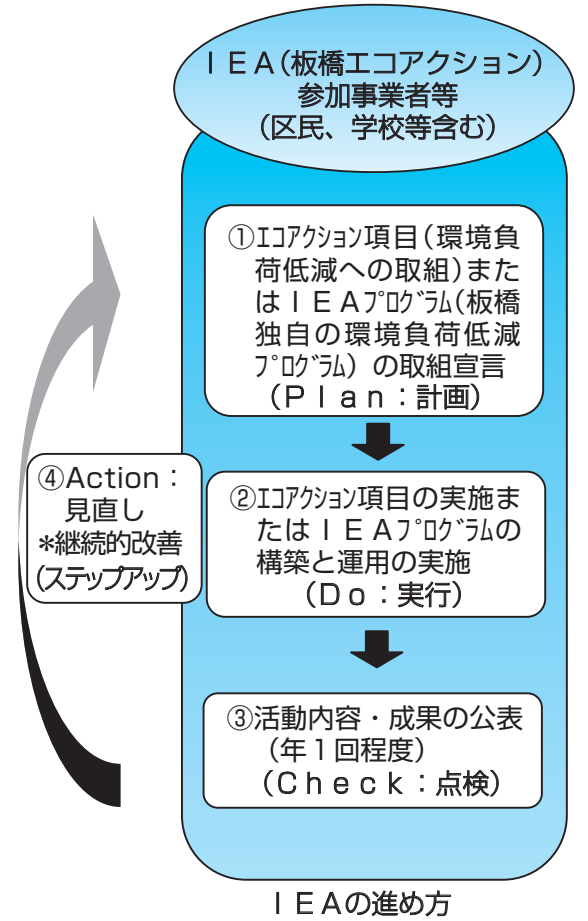 ＩＥＡ(板橋エコアクション)
参加事業者等
(区民、学校等含む)
①ｴｺｱｸｼｮﾝ項目(環境負
荷低減への取組)また
はＩＥＡﾌﾟﾛｸﾞﾗﾑ(板橋
独自の環境負荷低減
ﾌﾟﾛｸﾞﾗﾑ) の取組宣言
(Ｐｌａｎ：計画)
④Action：
見直し
*継続的改善
(ステップアップ)
②ｴｺｱｸｼｮﾝ項目の実施ま
たはＩＥＡﾌﾟﾛｸﾞﾗﾑの
構築と運用の実施
(Ｄｏ：実行)
③活動内容・成果の公表
(年１回程度)
(Ｃｈｅｃｋ：点検)
ＩＥＡの進め方